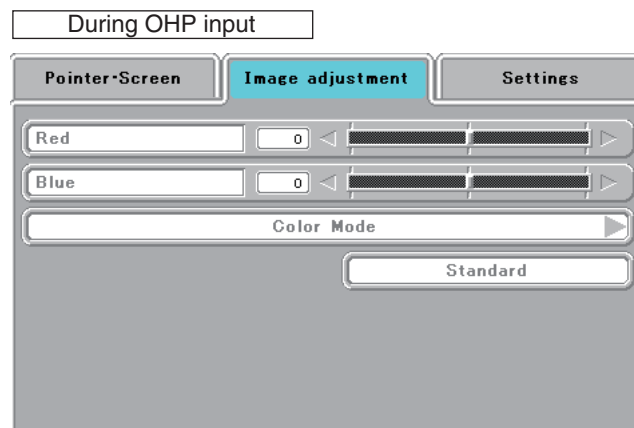 During OHP input
Pointer·Screen Image adjustment Settings
Red 0
Blue 0
Color Mode
Standard